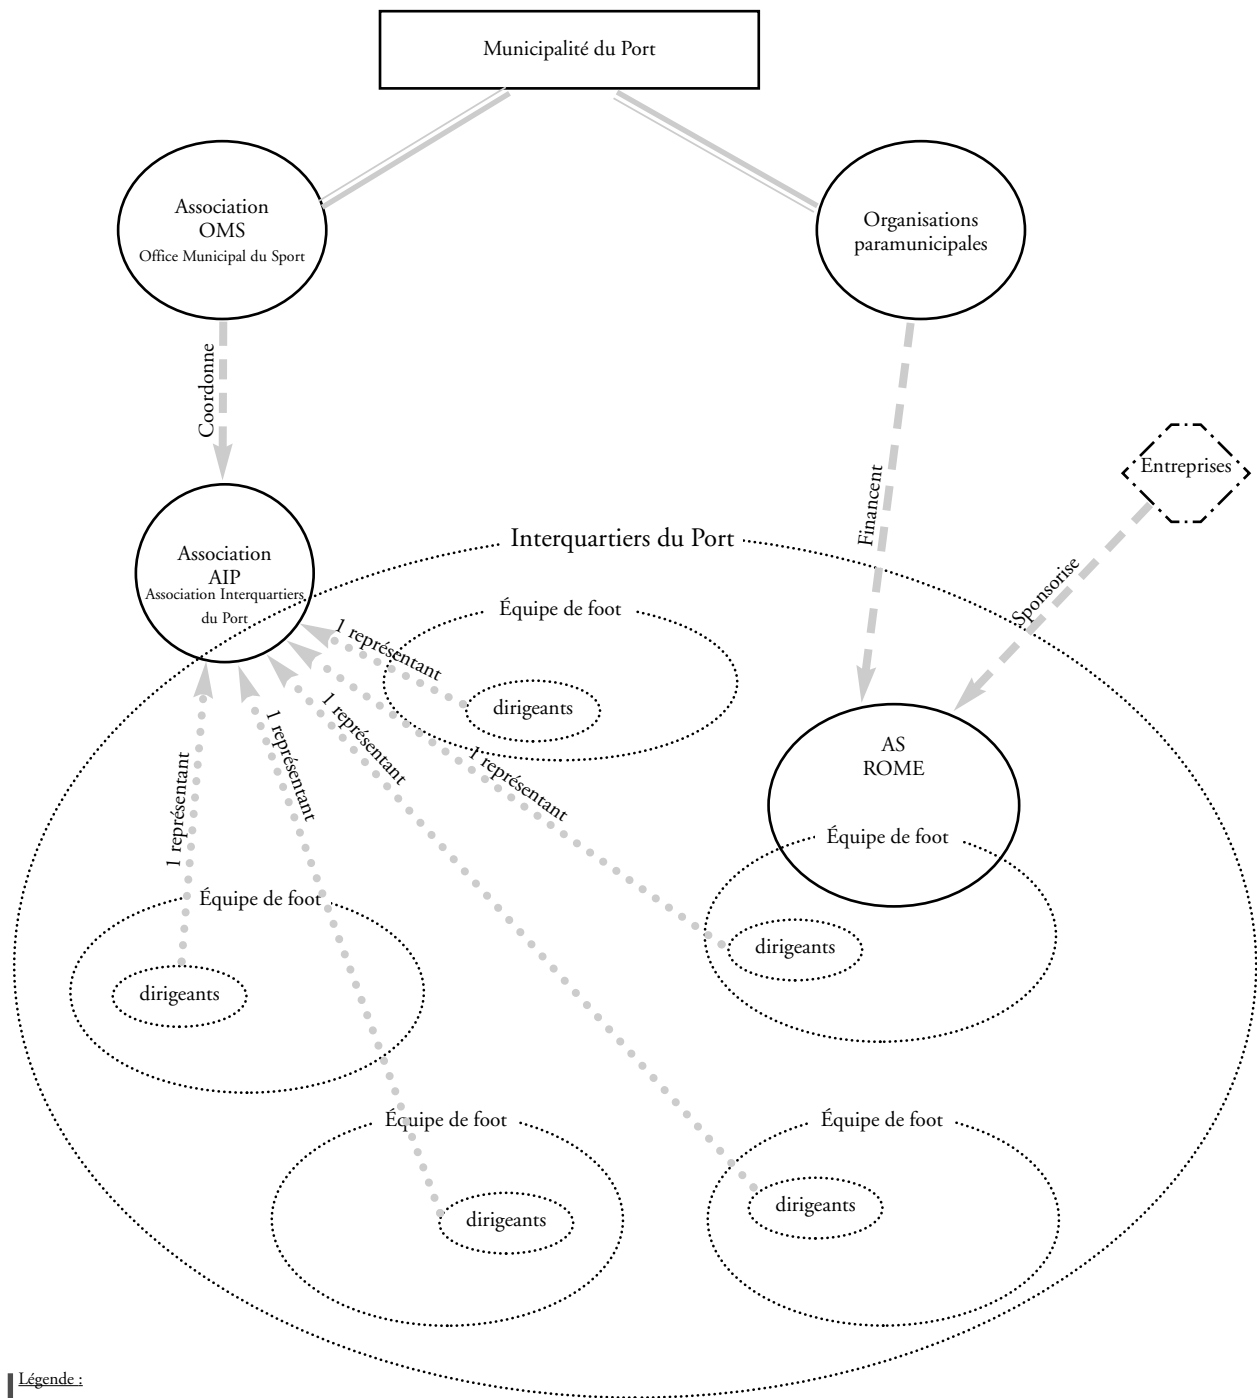 Municipalité du Port
Association
OMS
Office Municipal du Sport
Organisations
paramunicipales
Coordonne
Financent
Entreprises
Sponsorise
Association
AIP
Association Interquartiers
du Port
Interquartiers du Port
Équipe de foot
1 représentant
dirigeants
1 représentant
1 représentant
1 représentant
1 représentant
AS
ROME
Équipe de foot
dirigeants
Équipe de foot
dirigeants
Équipe de foot
dirigeants
Équipe de foot
dirigeants
Légende :